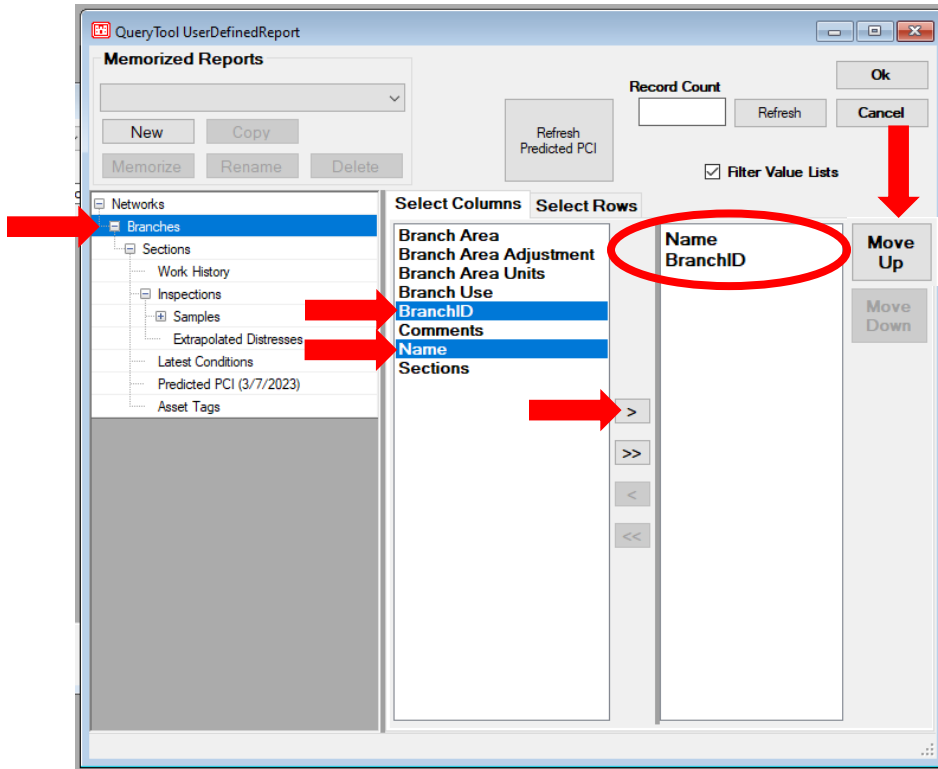 QueryTool UserDefinedReport
Memorized Reports
New
Copy
Memorize
Rename
Delete
Refresh
Predicted PCI
Record Count
Refresh
Ok
Cancel
Filter Value Lists
Networks
Branches
Sections
Work History
Inspections
Samples
Extrapolated Distresses
Latest Conditions
Predicted PCI (3/7/2023)
Asset Tags
Select Columns
Select Rows
Branch Area
Branch Area Adjustment
Branch Area Units
Branch Use
BranchID
Comments
Name
Sections
>
>>
<
<<
Name
BranchID
Move
Up
Move
Down